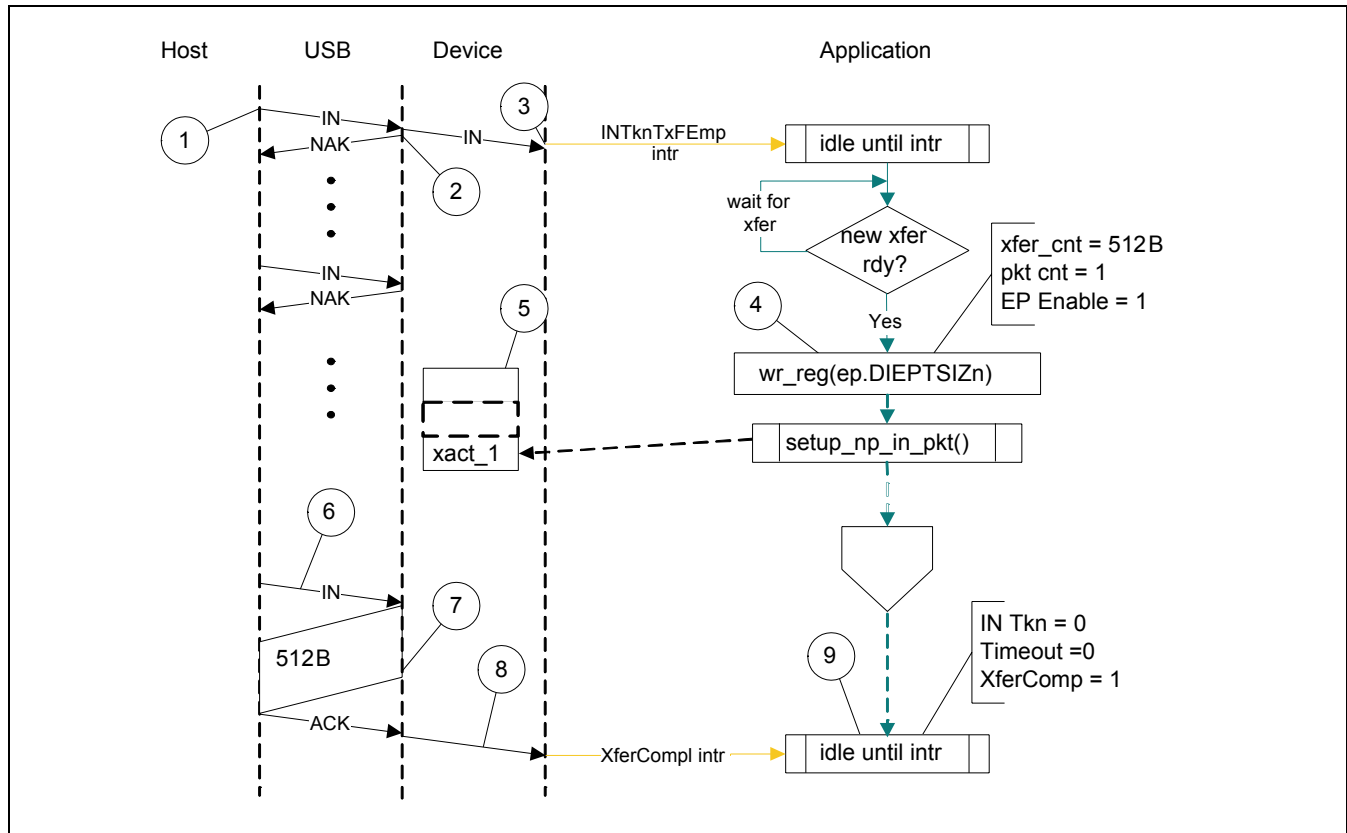 Host
USB
Device
Application
1
IN
NAK
IN
2
3
INTknTxFEmp
intr
idle until intr
wait for
xfer
new xfer
rdy?
xfer_cnt = 512B
pkt cnt = 1
EP Enable = 1
IN
NAK
4
Yes
5
wr_reg(ep.DIEPTSIZn)
xact_1
setup_np_in_pkt()
6
IN
7
512B
8
ACK
XferCompl intr
9
IN Tkn = 0
Timeout =0
XferComp = 1
idle until intr